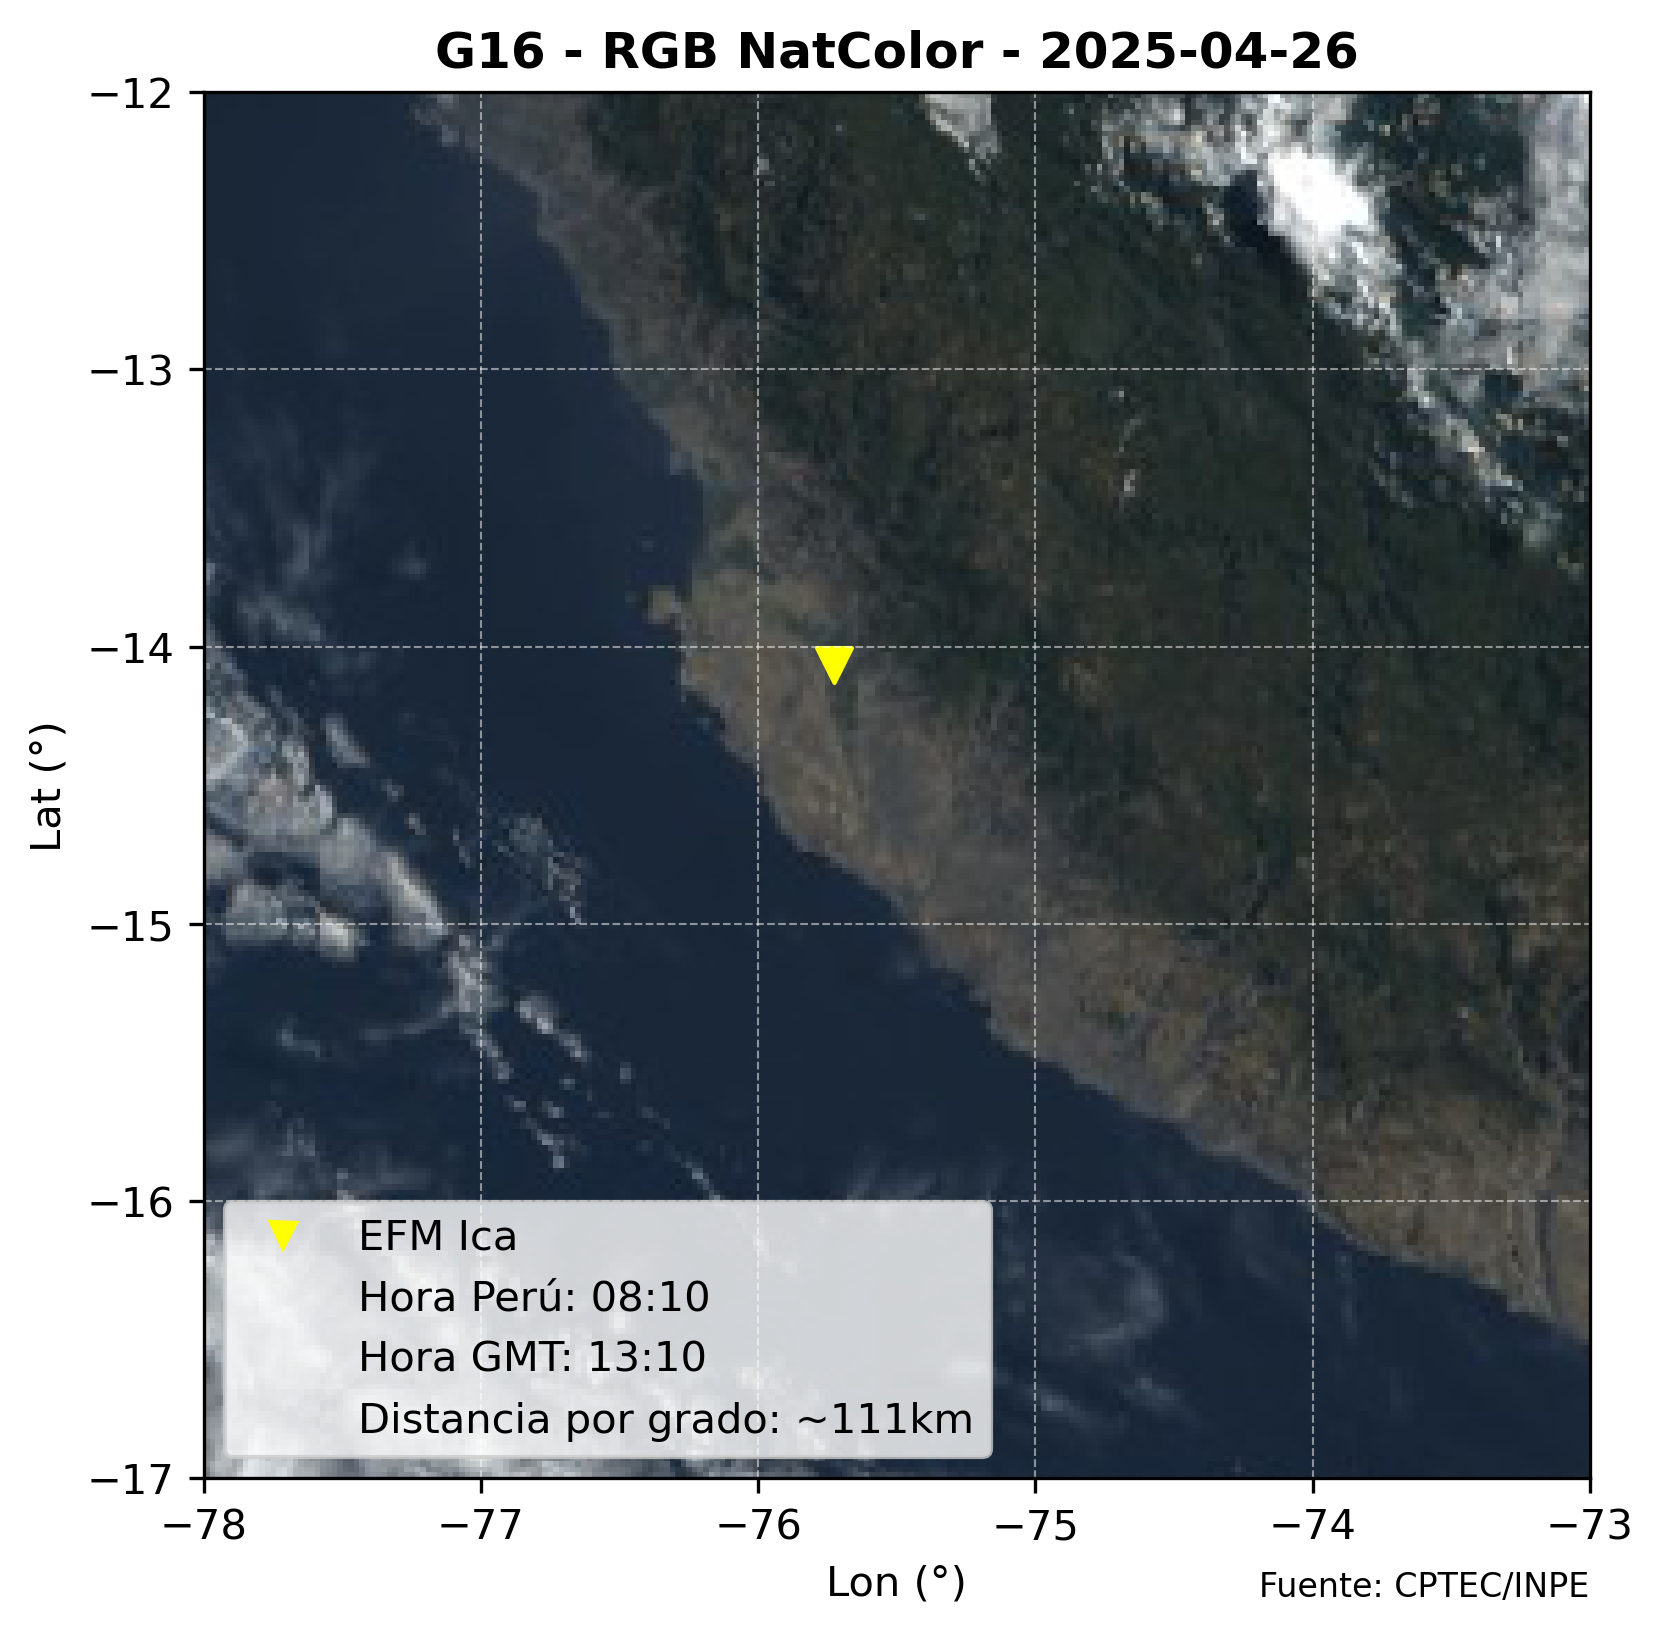 G16 - RGB NatColor - 2025-04-26
−12
−13
−14
−15
−16
−17
Lat (°)
EFM Ica
Hora Perú: 08:10
Hora GMT: 13:10
Distancia por grado: ~111km
−78 −77 −76 −75 −74 −73
Lon (°)
Fuente: CPTEC/INPE